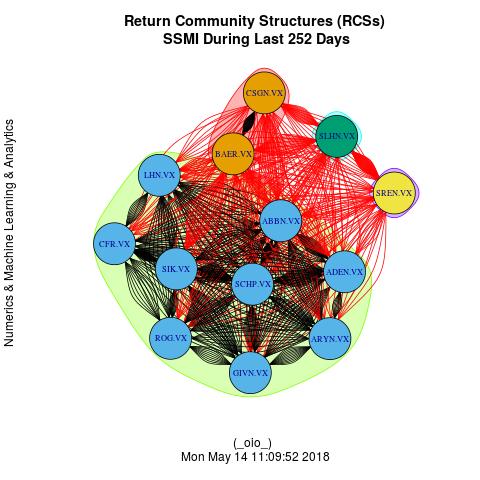 Return Community Structures (RCSs)
SSMI During Last 252 Days
Numerics & Machine Learning & Analytics
CSGN.VX
SLHN.VX
BAER.VX
LHN.VX
SREN.VX
ABBN.VX
CFR.VX
SIK.VX
ADEN.VX
SCHP.VX
ROG.VX
ARYN.VX
GIVN.VX
(_oio_)
Mon May 14 11:09:52 2018